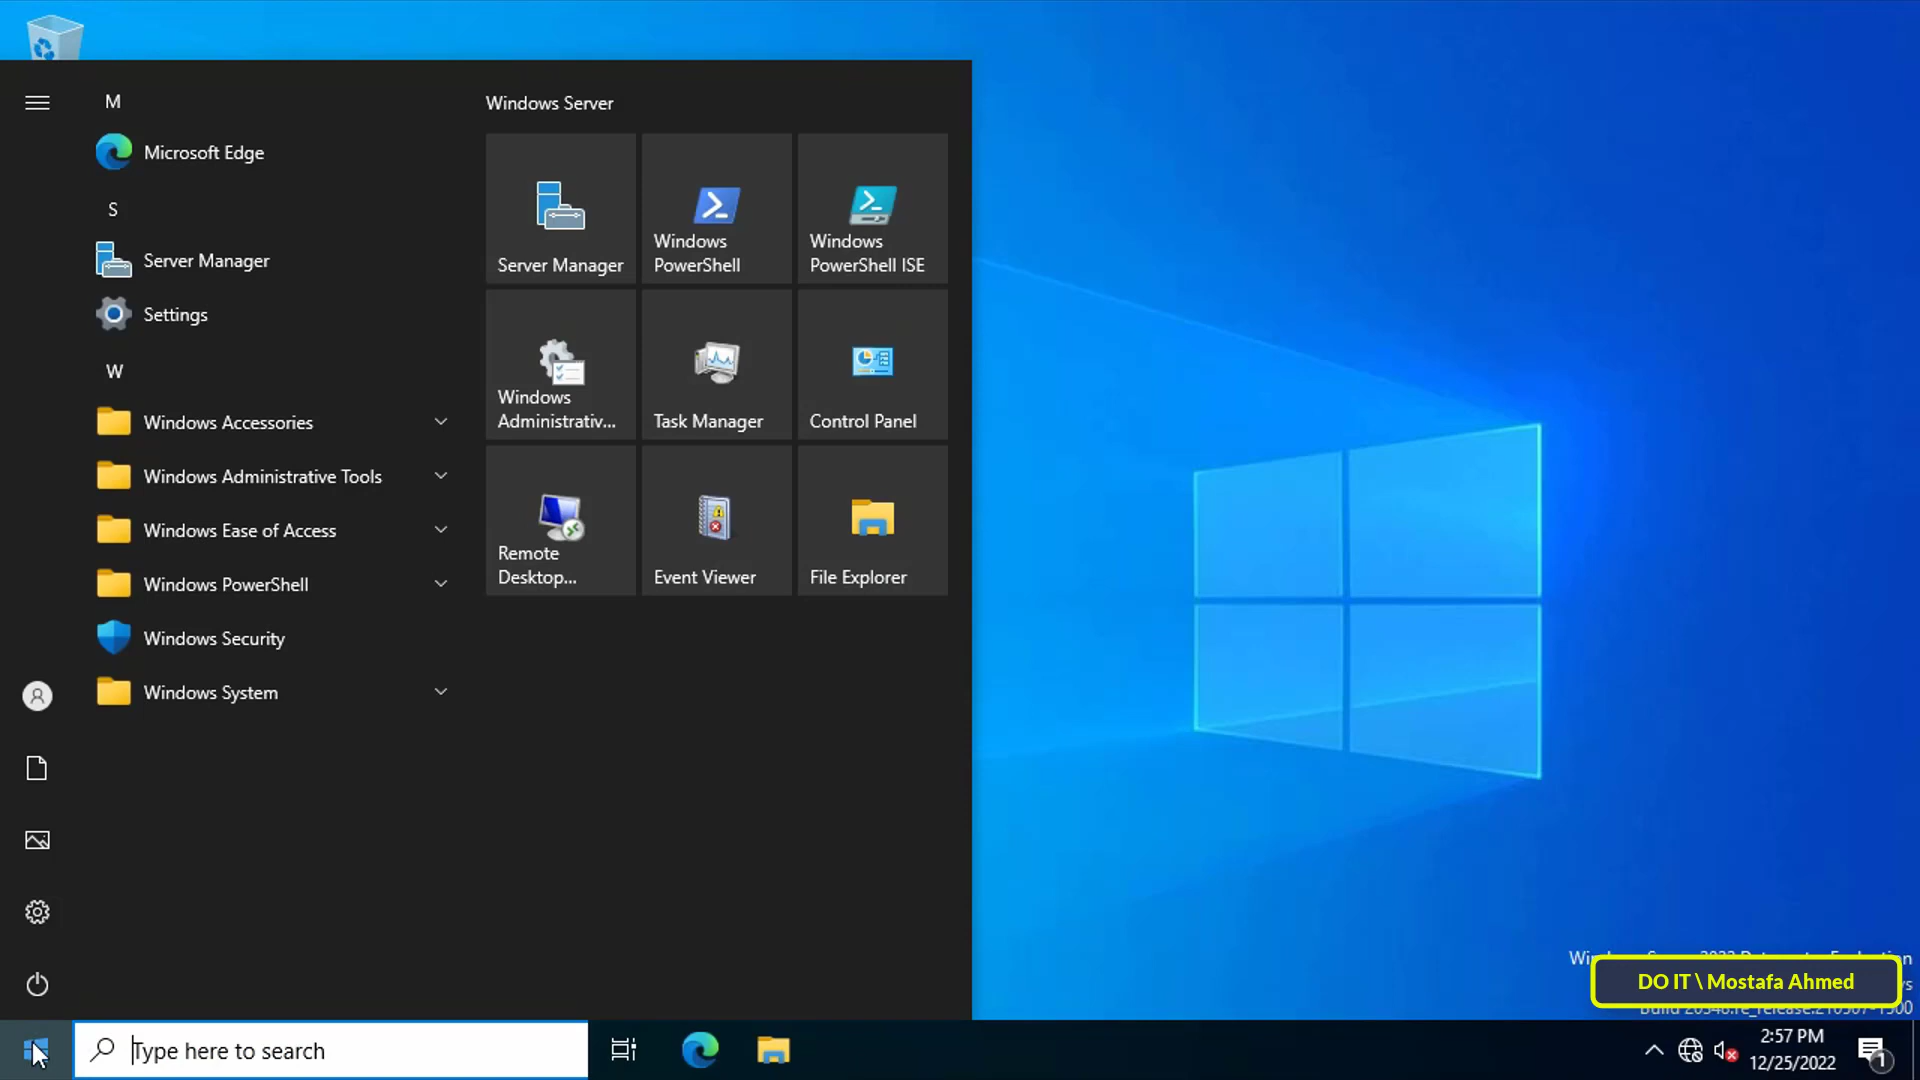 M
Microsoft Edge
S
Server Manager
Settings
W
Windows Accessories
Windows Administrative Tools
Windows Ease of Access
Windows PowerShell
Windows Security
Windows System
Windows Server
Server Manager
Windows
PowerShell
Windows
PowerShell ISE
Windows
Administrativ...
Task Manager
Control Panel
Remote
Desktop...
Event Viewer
File Explorer
DO IT \ Mostafa Ahmed
Type here to search
2:57 PM
12/25/2022
1